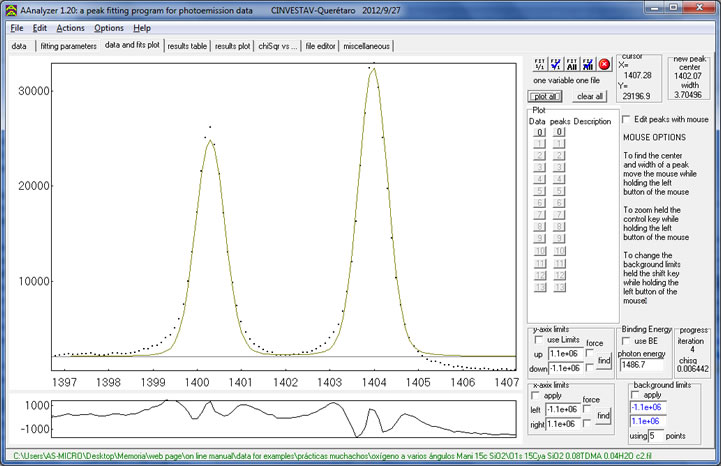 AAnalyzer 1.20: a peak fitting program for photoemission data CINVESTAV-Querétaro 2012/9/27
File Edit Actions Options Help
data fitting parameters data and fits plot results table results plot chiSqr vs ... file editor miscellaneous
FIT 1/1 FIT All
one variable one file
plot all clear all
cursor
X=
1407.28
Y=
29196.9
new peak
center
1402.07
width
3.70496
Plot
Data peaks Description
0 0
1 1
2 2
3 3
4 4
5 5
6 6
7 7
8 8
9 9
10 10
11 11
12 12
13 13
Edit peaks with mouse
MOUSE OPTIONS
To find the center
and width of a peak
move the mouse while
holding the left
button of the mouse
To zoom held the
control key while
holding the left
button of the mouse
To change the
background limits
held the shift key
while holding the
left button of the
mouse
30000
20000
10000
1397 1398 1399 1400 1401 1402 1403 1404 1405 1406 1407
1000
0
-1000
y-axis limits
use Limits force
up 1.1e+06
down -1.1e+06
find
Binding Energy
use BE
photon energy
1486.7
progress
iteration
4
chisq
0.006442
x-axis limits
apply force
left -1.1e+06
right 1.1e+06
find
background limits
apply
-1.1e+06
1.1e+06
using 5 points
C:\Users\AS-MICRO\Desktop\Memoria\web page\on line manual\data for examples\prácticas muchachos\oxígeno a varios ángulos Mani 15c SiO2\O1s 15Cya SiO2 0.08TDMA 0.04H2O c2.fil